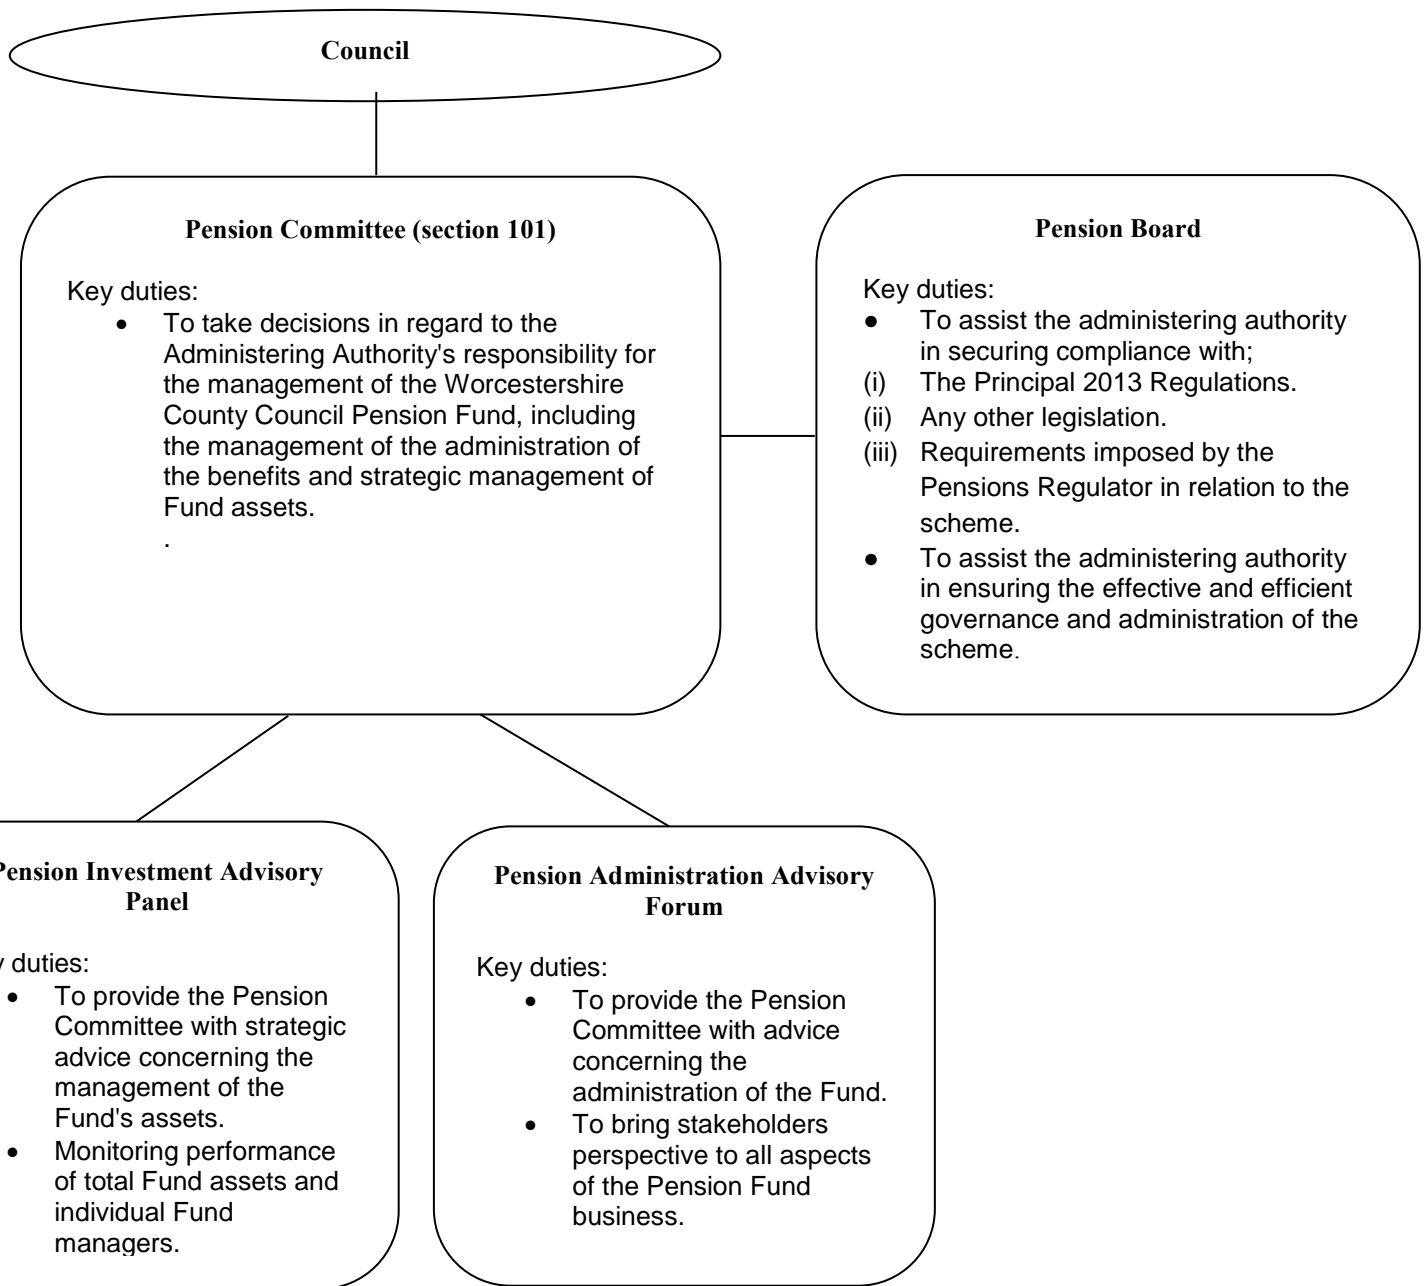 Council
Pension Committee (section 101)
Key duties:
• To take decisions in regard to the
Administering Authority's responsibility for
the management of the Worcestershire
County Council Pension Fund, including
the management of the administration of
the benefits and strategic management of
Fund assets.
.
Pension Board
Key duties:
● To assist the administering authority
in securing compliance with;
(i) The Principal 2013 Regulations.
(ii) Any other legislation.
(iii) Requirements imposed by the
Pensions Regulator in relation to the
scheme.
● To assist the administering authority
in ensuring the effective and efficient
governance and administration of the
scheme.
Pension Investment Advisory
Panel
duties:
• To provide the Pension
Committee with strategic
advice concerning the
management of the
Fund's assets.
• Monitoring performance
of total Fund assets and
individual Fund
managers.
Pension Administration Advisory
Forum
Key duties:
• To provide the Pension
Committee with advice
concerning the
administration of the Fund.
• To bring stakeholders
perspective to all aspects
of the Pension Fund
business.